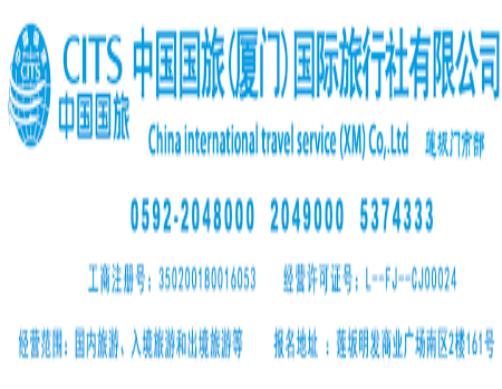 CITS 中国国旅(厦门)国际旅行社有限公司
CITS
中国国旅
China international travel service (XM) Co,.Ltd 莲坂门市部
0592-2048000 2049000 5374333
工商注册号：350200180016053 经营许可证号：L--FJ--CJ00024
经营范围：国内旅游、入境旅游和出境旅游等 报名地址 ：莲坂明发商业广场南区2楼161号